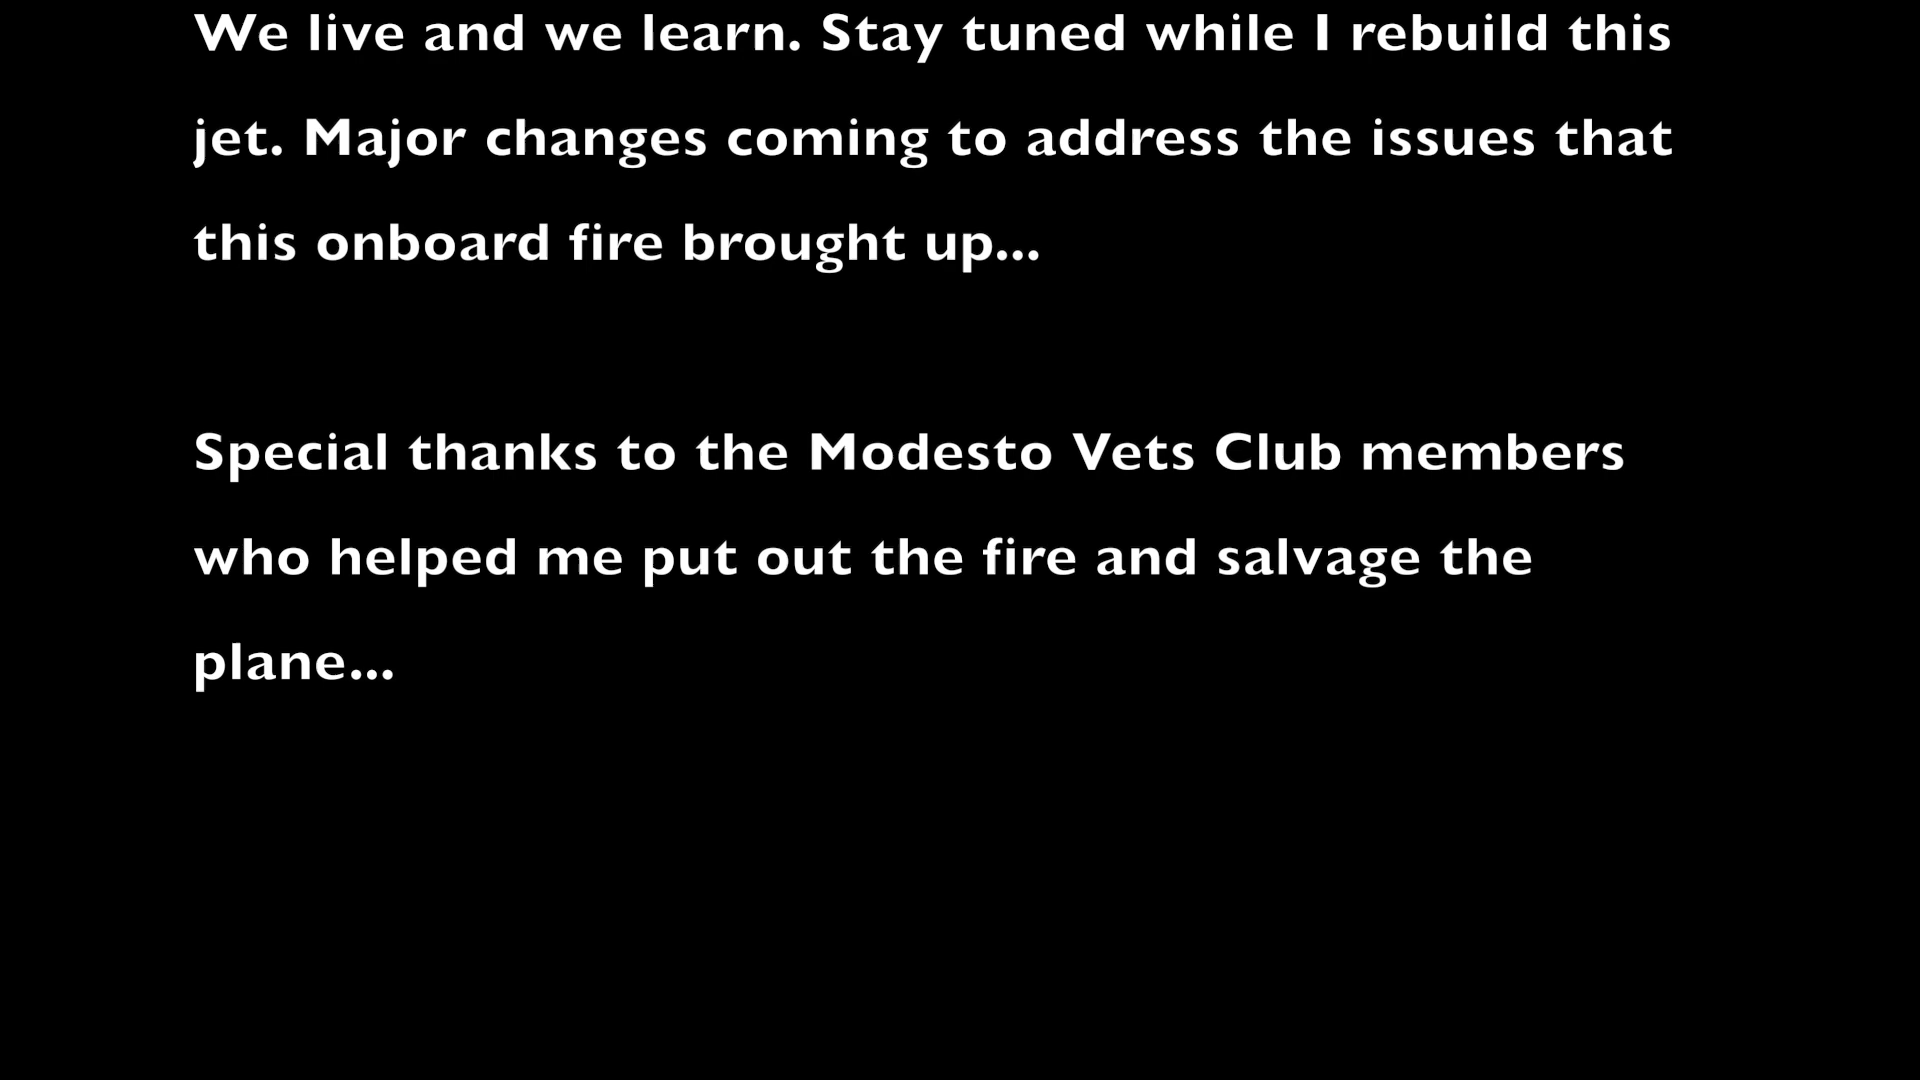 We live and we learn. Stay tuned while I rebuild this
jet. Major changes coming to address the issues that
this onboard fire brought up...
Special thanks to the Modesto Vets Club members
who helped me put out the fire and salvage the
plane...